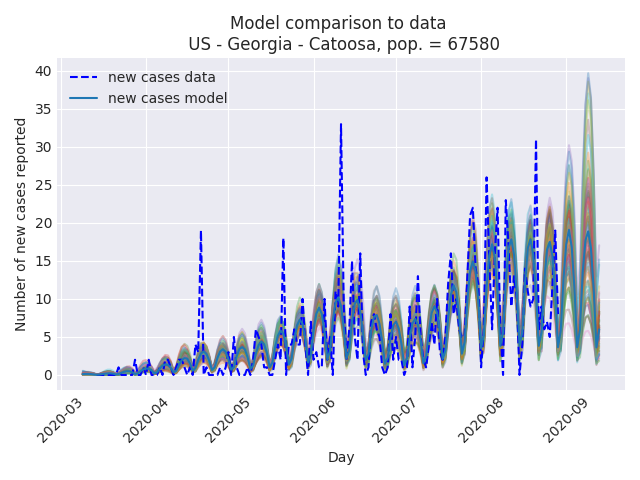 Model comparison to data
US - Georgia - Catoosa, pop. = 67580
new cases data
new cases model
Number of new cases reported
40
35
30
25
20
15
10
5
0
2020-03
2020-04
2020-05
2020-06
2020-07
2020-08
2020-09
Day